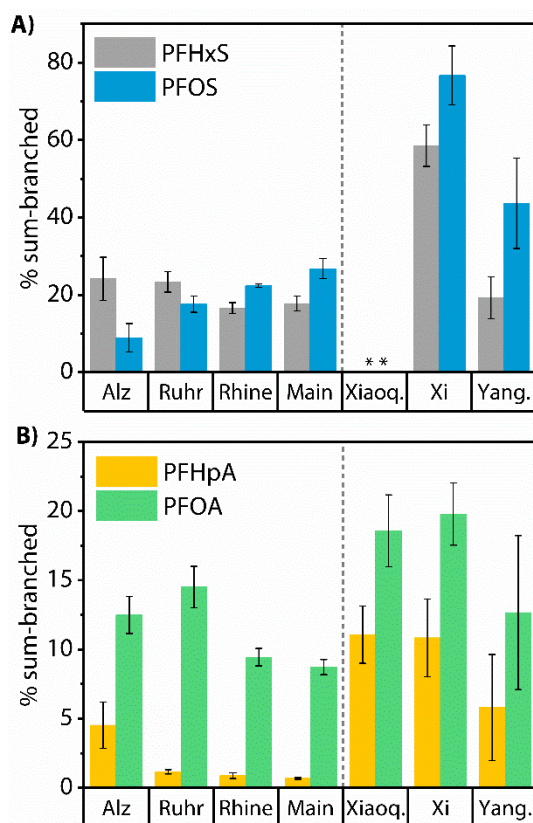 A)
PFHxS
PFOS
% sum-branched
80
60
40
20
0
* *
Alz Ruhr Rhine Main Xiaoq. Xi Yang.
B)
PFHpA
PFOA
% sum-branched
25
20
15
10
5
0
Alz Ruhr Rhine Main Xiaoq. Xi Yang.